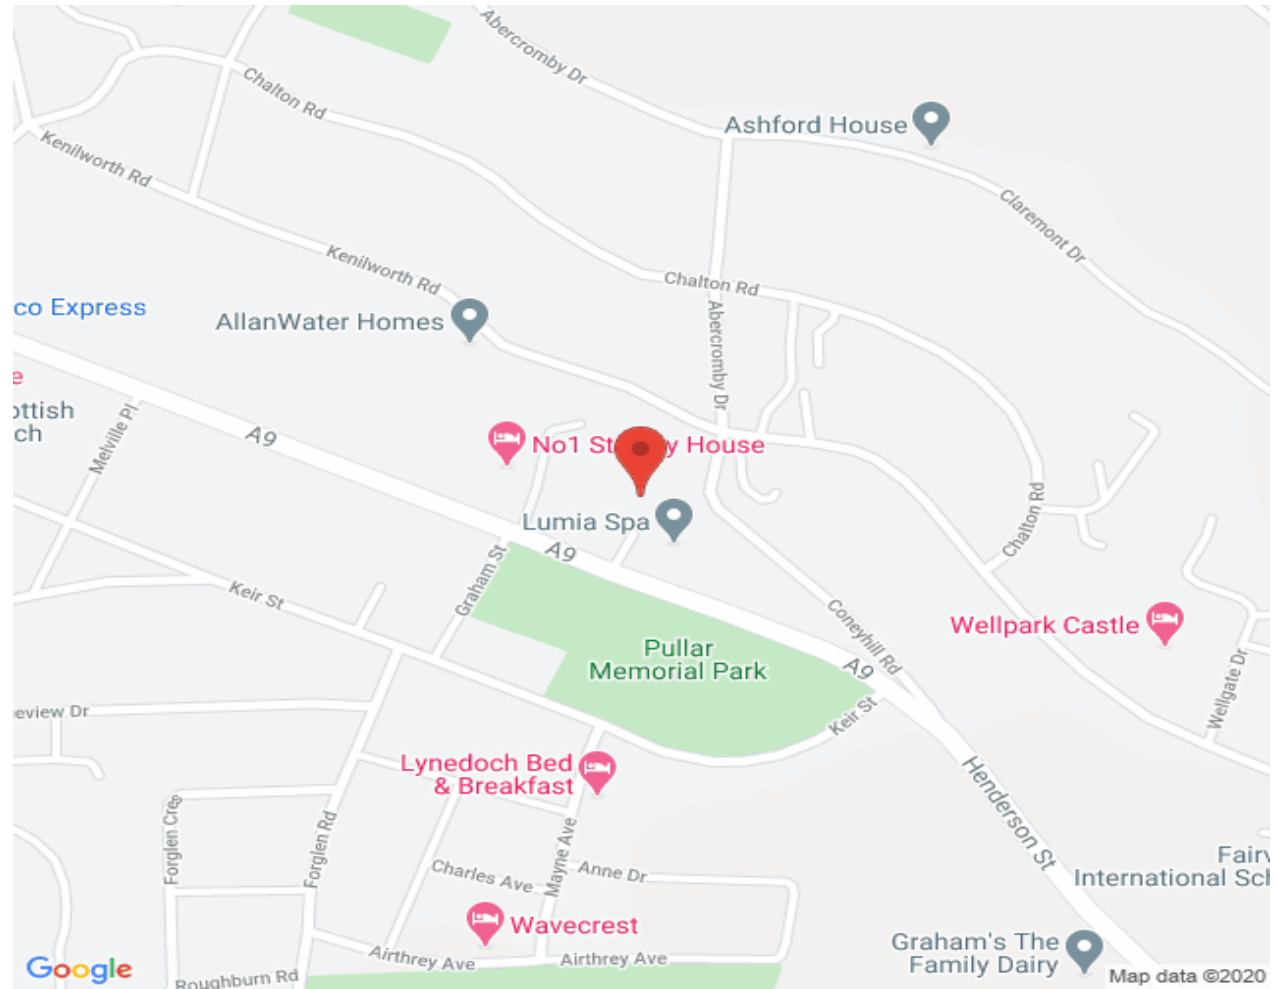 Abercromby Dr
Chalton Rd
Ashford House
Kenilworth Rd
Claremont Dr
Kenilworth Rd
Chalton Rd
co Express
AllanWater Homes
Abercromby Dr
e
ottish
ch
Melville Pl
A9
No1 St y House
Lumia Spa
Chalton Rd
A9
Graham St
Keir St
Coneyhill Rd
Wellpark Castle
Pullar
Memorial Park
A9
Wellgate Dr
Keir St
eview Dr
Lynedoch Bed
& Breakfast
Henderson St
Forglen Cres
Forglen Rd
Mayne Ave
Charles Ave
Anne Dr
Fairv
International Sch
Wavecrest
Graham's The
Family Dairy
Airthrey Ave
Airthrey Ave
Google
Roughburn Rd
Map data ©2020